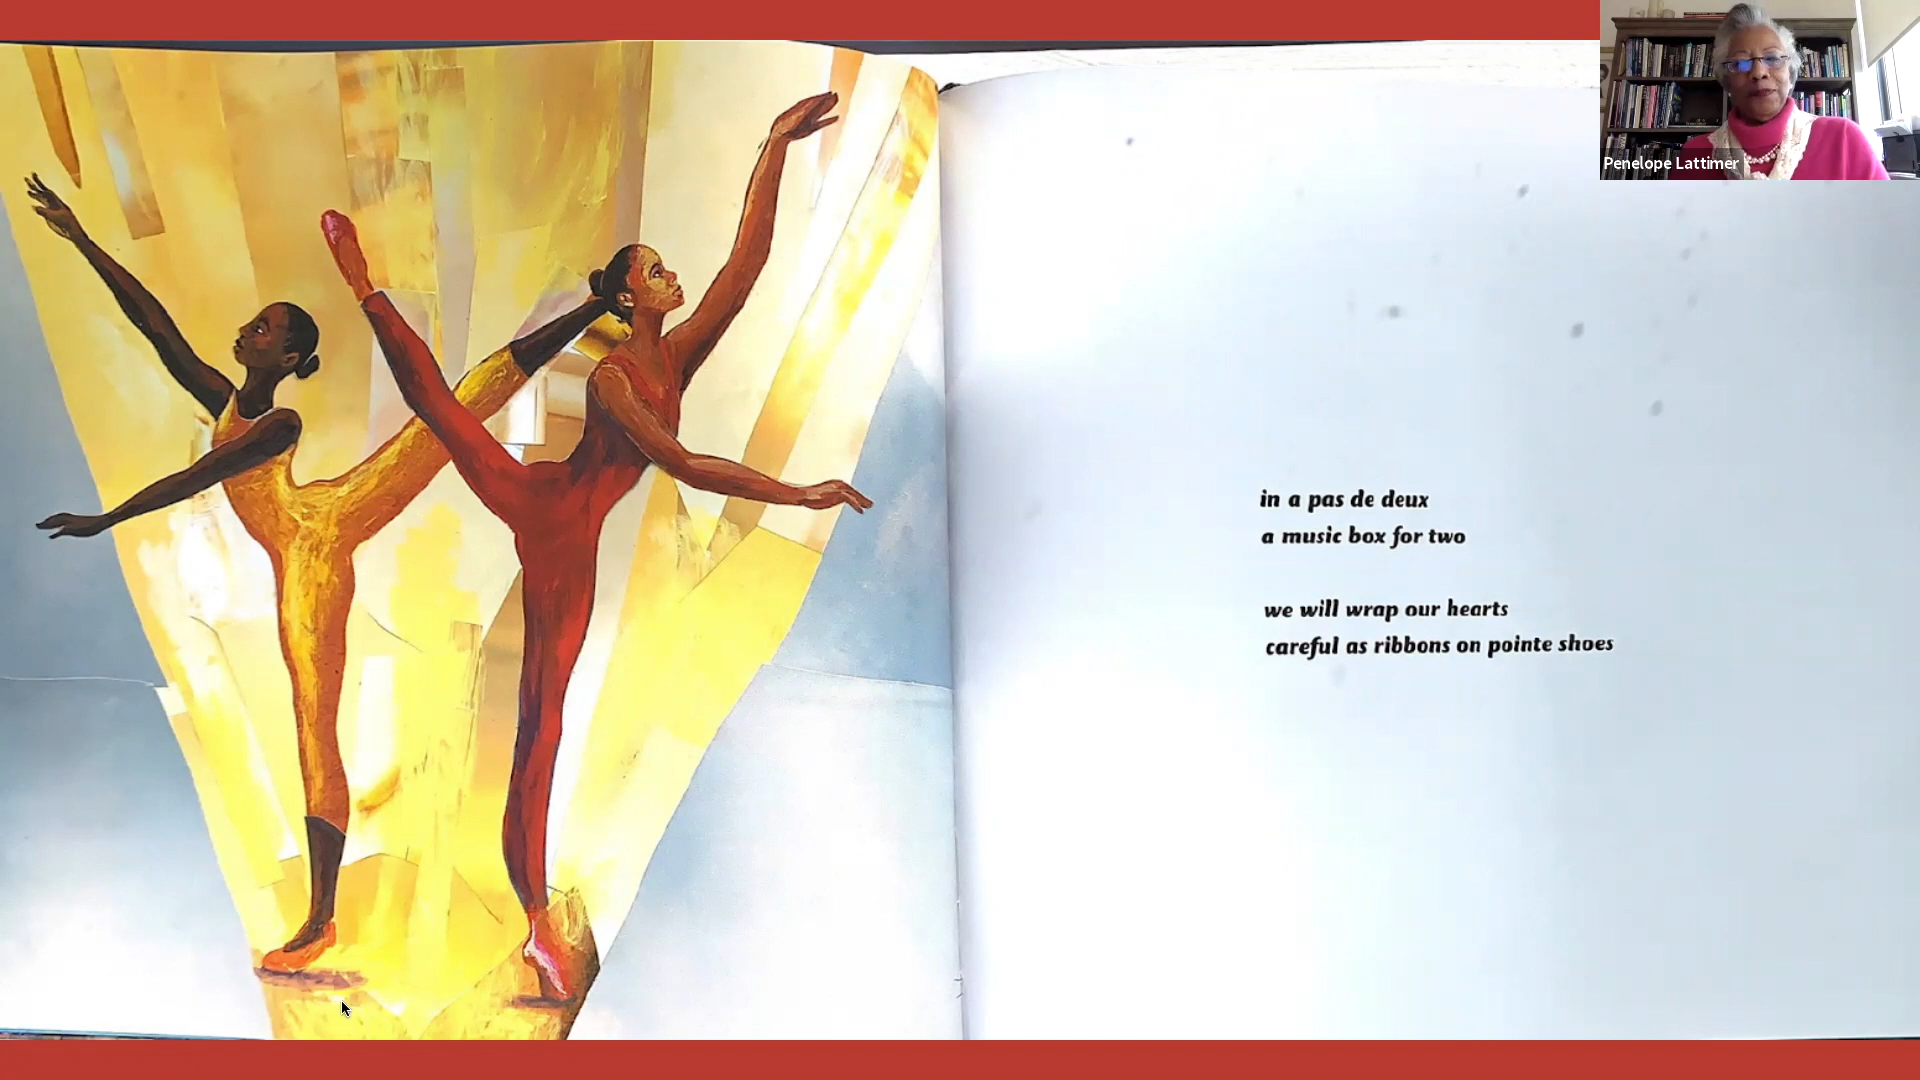 Penelope Lattimer
in a pas de deux
a music box for two
we will wrap our hearts
careful as ribbons on pointe shoes